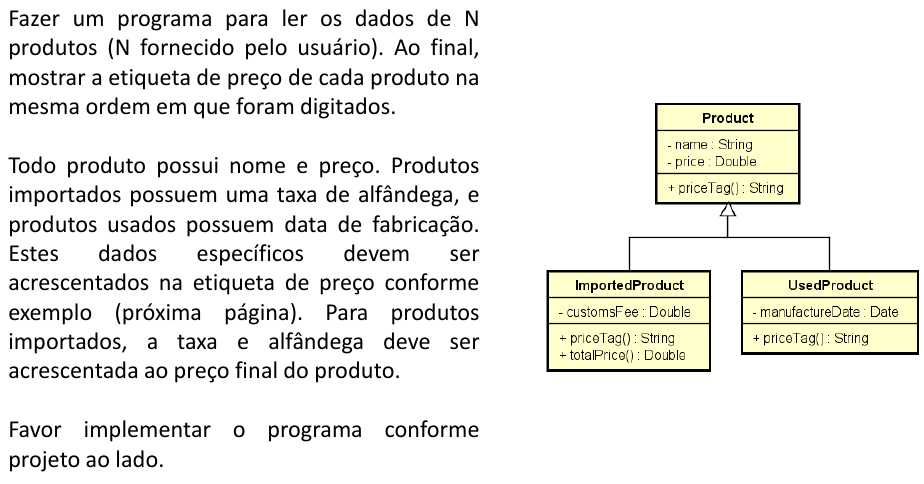 Fazer um programa para ler os dados de N
produtos (N fornecido pelo usuário). Ao final,
mostrar a etiqueta de preço de cada produto na
mesma ordem em que foram digitados.
Todo produto possui nome e preço. Produtos
importados possuem uma taxa de alfândega, e
produtos usados possuem data de fabricação.
Estes dados específicos devem ser
acrescentados na etiqueta de preço conforme
exemplo (próxima página). Para produtos
importados, a taxa e alfândega deve ser
acrescentada ao preço final do produto.
Favor implementar o programa conforme
projeto ao lado.
Product
- name : String
- price : Double
+ priceTag() : String
ImportedProduct
- customsFee : Double
+ priceTag() : String
+ totalPrice() : Double
UsedProduct
- manufactureDate : Date
+ priceTag() : String